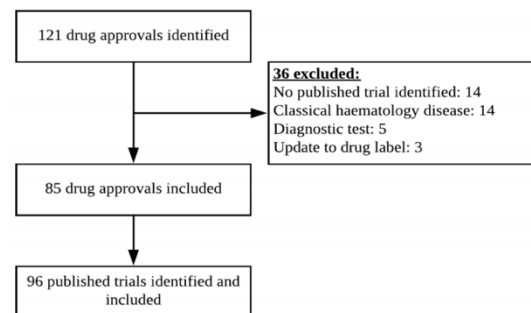 121 drug approvals identified
36 excluded:
No published trial identified: 14
Classical haematology disease: 14
Diagnostic test: 5
Update to drug label: 3
85 drug approvals included
96 published trials identified and
included